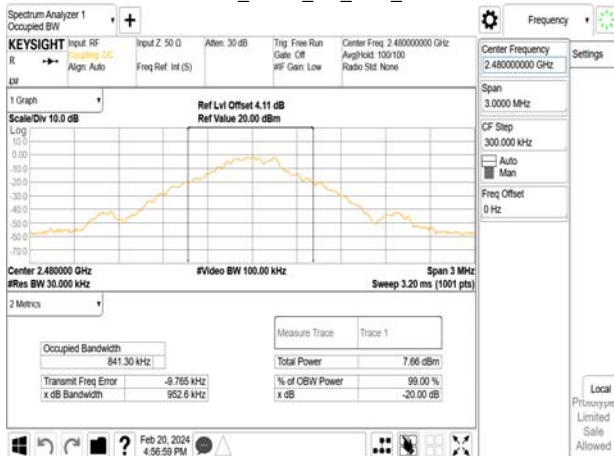 Spectrum Analyzer 1
Occupied BW
Frequency
KEYSIGHT Input: RF
Coupling: DC
Align: Auto
R
Input Z: 50 Ω
Freq Ref: Int (S)
Atten: 30 dB
Trig: Free Run
Gate: Off
#IF Gain: Low
Center Freq: 2.480000000 GHz
Avg|Hold: 100/100
Radio Std: None
Center Frequency
2.480000000 GHz
Settings
Span
3.0000 MHz
CF Step
300.000 kHz
Auto
Man
Freq Offset
0 Hz
1 Graph
Scale/Div 10.0 dB
Ref Lvl Offset 4.11 dB
Ref Value 20.00 dBm
Log
10.0
0.00
-10.0
-20.0
-30.0
-40.0
-50.0
-60.0
-70.0
Center 2.480000 GHz
#Video BW 100.00 kHz
Span 3 MHz
#Res BW 30.000 kHz
Sweep 3.20 ms (1001 pts)
2 Metrics
Measure Trace Trace 1
Occupied Bandwidth
841.30 kHz
Total Power 7.66 dBm
Transmit Freq Error -9.765 kHz
% of OBW Power 99.00 %
x dB Bandwidth 952.6 kHz
x dB -20.00 dB
Local
Prototype
Limited
Sale
Allowed
?
Feb 20, 2024
4:56:59 PM